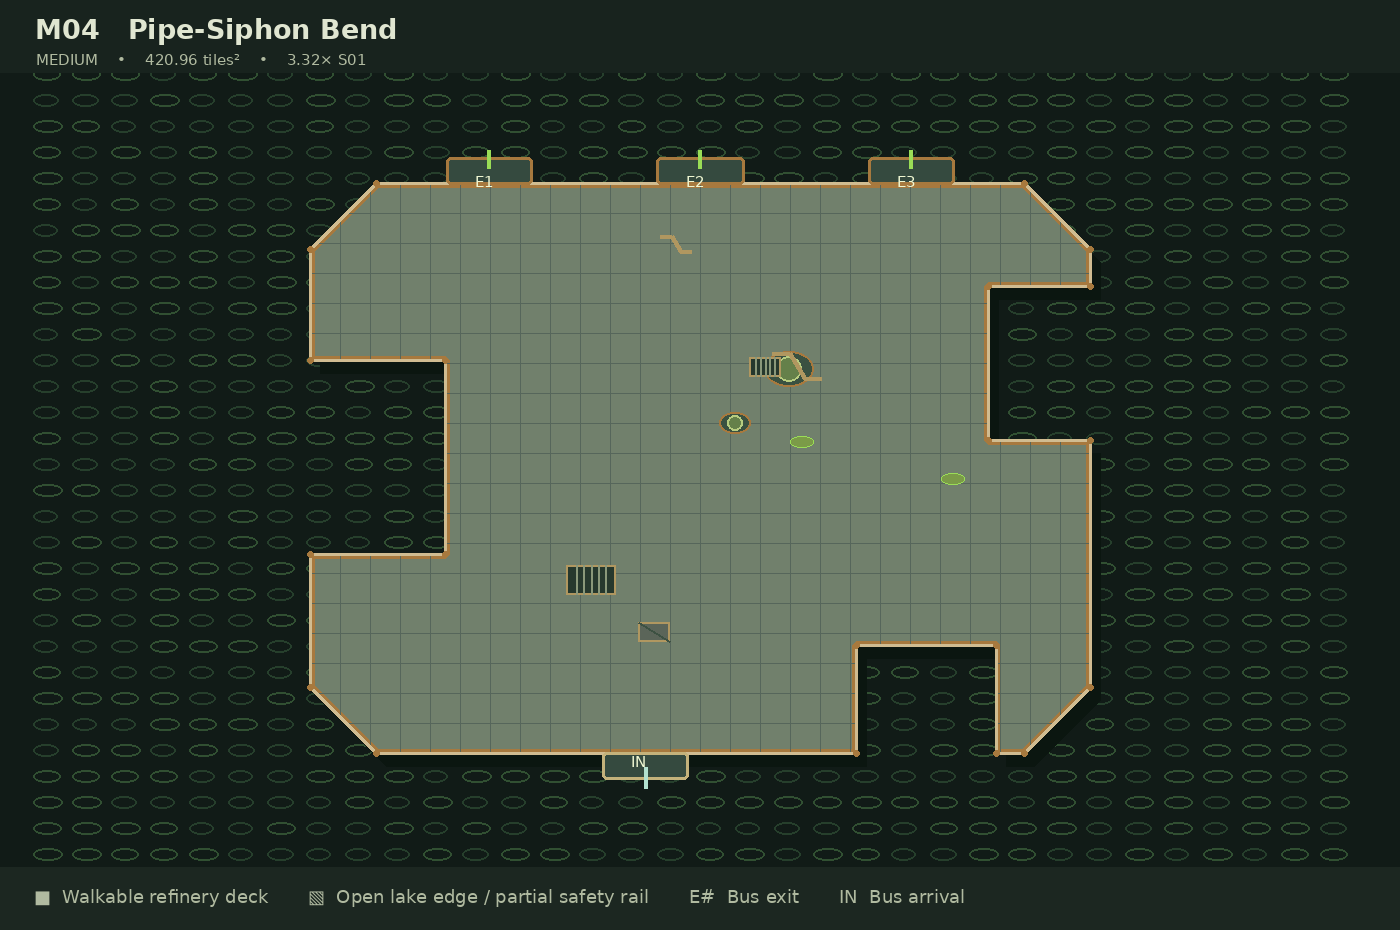 M04 Pipe-Siphon Bend
MEDIUM • 420.96 tiles² • 3.32× S01
E1 E2 E3
IN
Walkable refinery deck Open lake edge / partial safety rail E# Bus exit IN Bus arrival